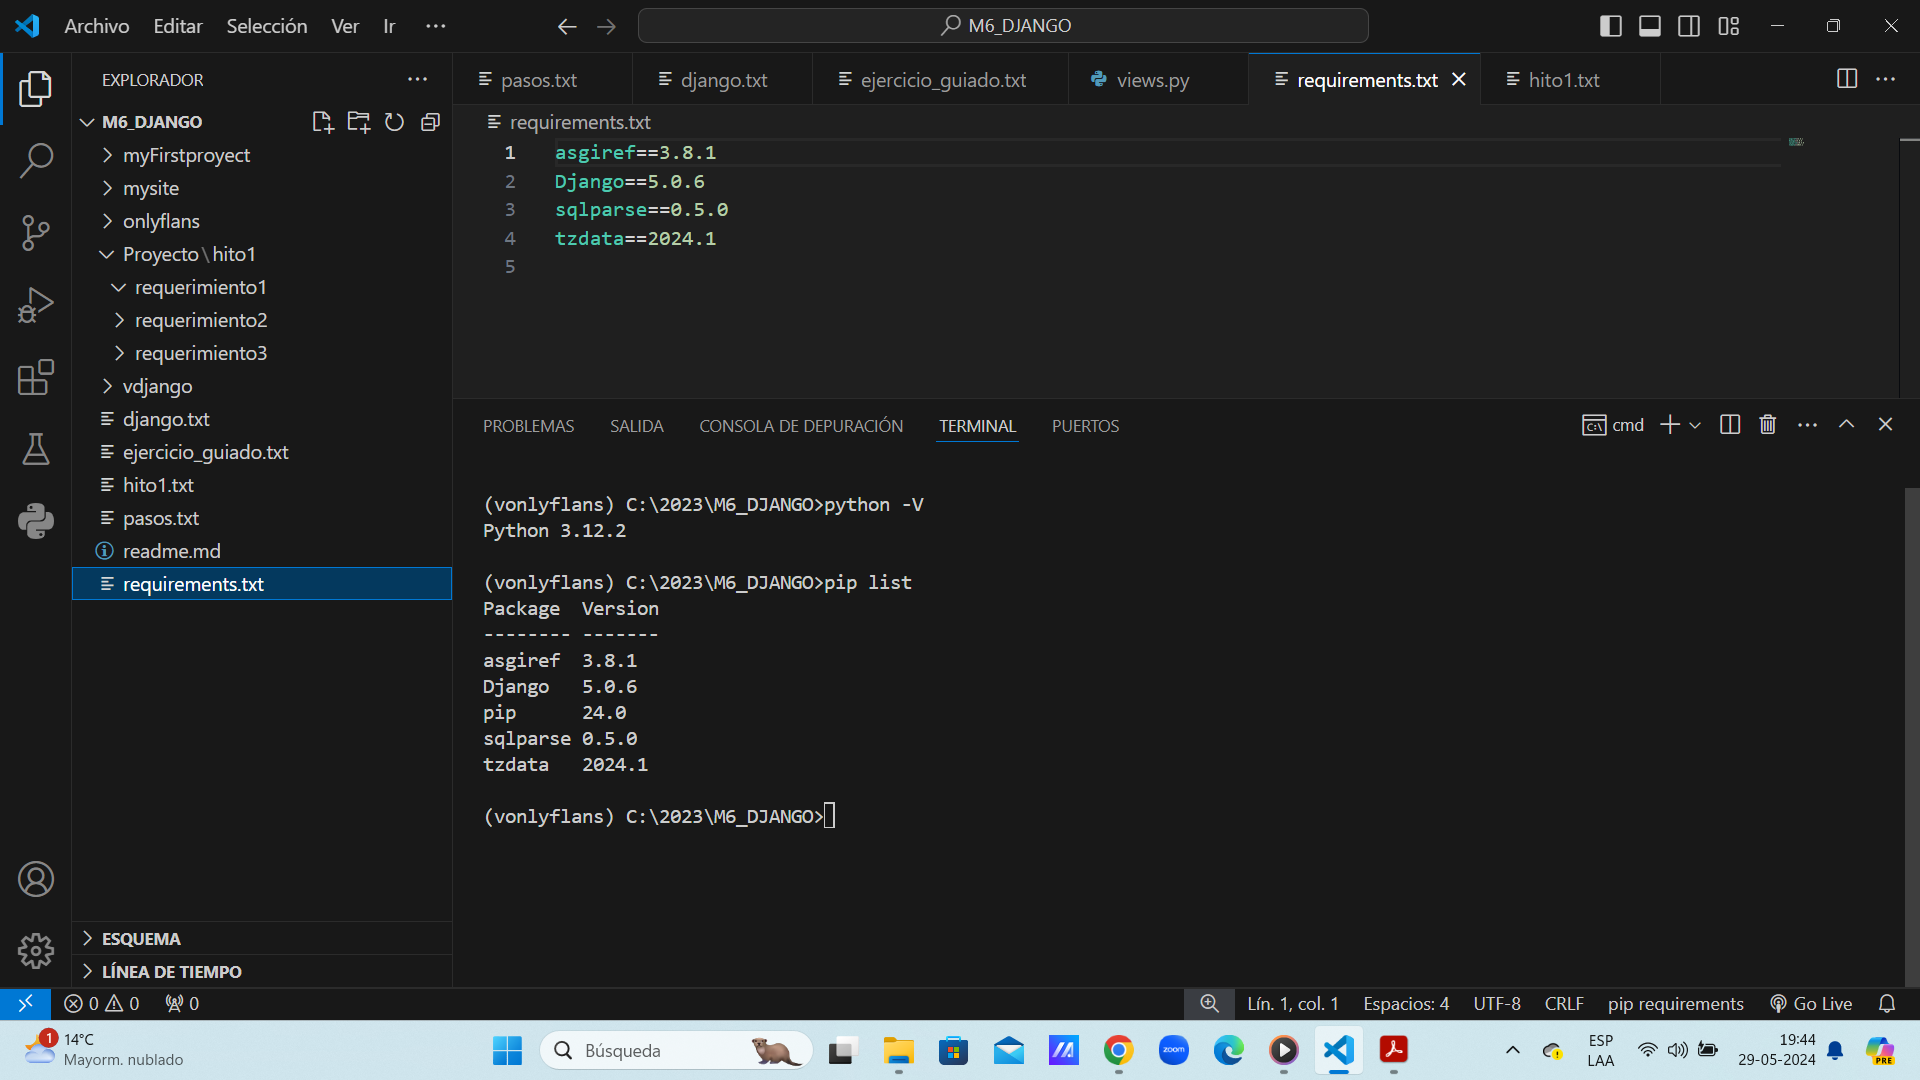 Archivo Editar Selección Ver Ir ···
M6_DJANGO
EXPLORADOR
M6_DJANGO
myFirstproyect
mysite
onlyflans
Proyecto\hito1
requerimiento1
requerimiento2
requerimiento3
vdjango
django.txt
ejercicio_guiado.txt
hito1.txt
pasos.txt
readme.md
requirements.txt
ESQUEMA
LÍNEA DE TIEMPO
pasos.txt django.txt ejercicio_guiado.txt views.py requirements.txt hito1.txt
requirements.txt
1 asgiref==3.8.1
2 Django==5.0.6
3 sqlparse==0.5.0
4 tzdata==2024.1
5
PROBLEMAS SALIDA CONSOLA DE DEPURACIÓN TERMINAL PUERTOS
cmd
(vonlyflans) C:\2023\M6_DJANGO>python -V
Python 3.12.2
(vonlyflans) C:\2023\M6_DJANGO>pip list
Package Version
-------- -------
asgiref 3.8.1
Django 5.0.6
pip 24.0
sqlparse 0.5.0
tzdata 2024.1
(vonlyflans) C:\2023\M6_DJANGO>
0 0 0
Lín. 1, col. 1 Espacios: 4 UTF-8 CRLF pip requirements Go Live
1
14°C
Mayorm. nublado
Búsqueda
zoom
ESP
LAA
19:44
29-05-2024
PRE